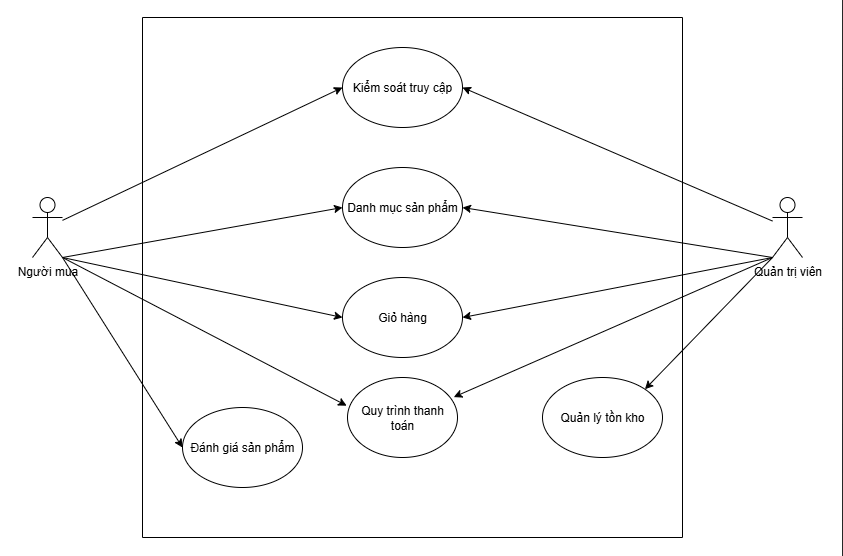 Kiểm soát truy cập
Danh mục sản phẩm
Người mua
Quản trị viên
Giỏ hàng
Quy trình thanh
toán
Quản lý tồn kho
Đánh giá sản phẩm